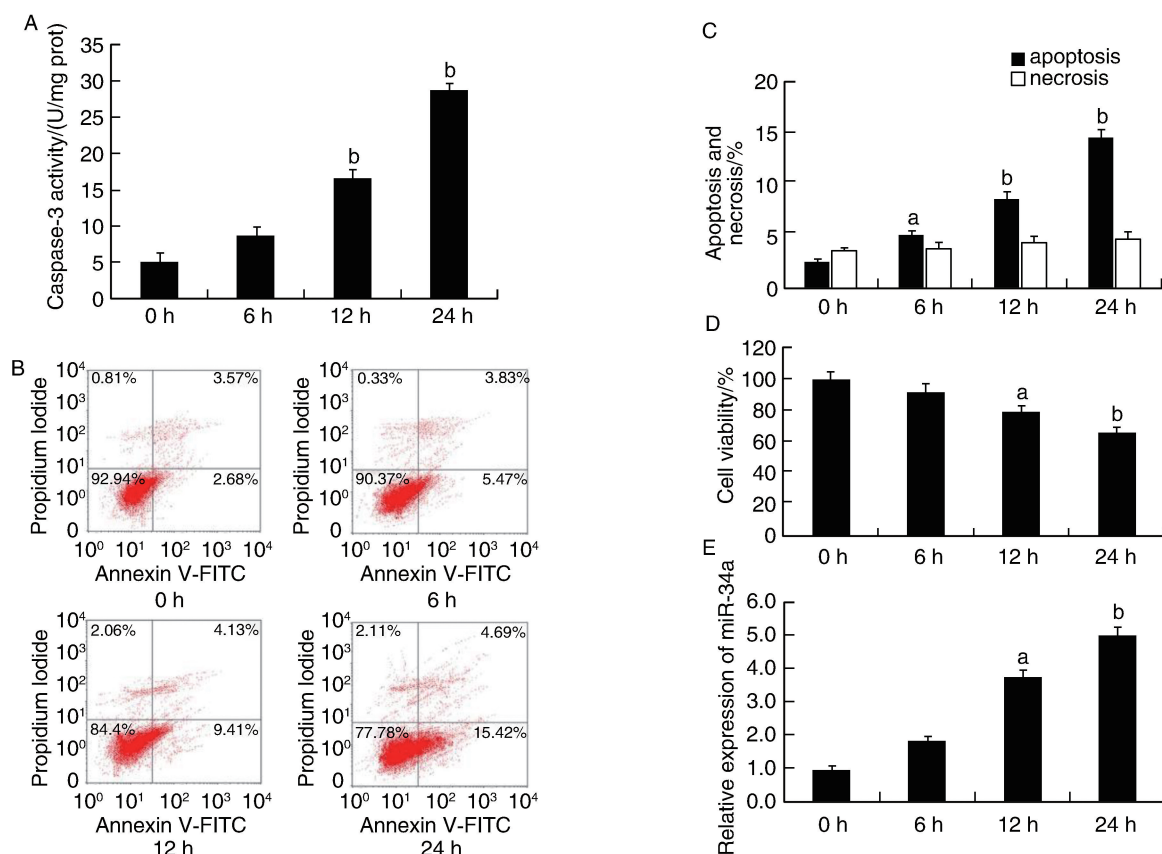 A
Caspase-3 activity/(U/mg prot)
35
30
25
20
15
10
5
0
b
b
0 h 6 h 12 h 24 h
B
Propidium Iodide
10⁴
10³
10²
10¹
10⁰
0
0.81% 3.57%
92.94% 2.68%
10⁰ 10¹ 10² 10³ 10⁴
Annexin V-FITC
0 h
Propidium Iodide
10⁴
10³
10²
10¹
10⁰
0
0.33% 3.83%
90.37% 5.47%
10⁰ 10¹ 10² 10³ 10⁴
Annexin V-FITC
6 h
Propidium Iodide
10⁴
10³
10²
10¹
10⁰
0
2.06% 4.13%
84.4% 9.41%
10⁰ 10¹ 10² 10³ 10⁴
Annexin V-FITC
12 h
Propidium Iodide
10⁴
10³
10²
10¹
10⁰
0
2.11% 4.69%
77.78% 15.42%
10⁰ 10¹ 10² 10³ 10⁴
Annexin V-FITC
24 h
C
apoptosis
necrosis
Apoptosis and
necrosis/%
20
15
10
5
0
a
b
b
0 h 6 h 12 h 24 h
D
Cell viability/%
120
100
80
60
40
20
0
a
b
0 h 6 h 12 h 24 h
E
Relative expression of miR-34a
6.0
5.0
4.0
3.0
2.0
1.0
0.0
a
b
0 h 6 h 12 h 24 h